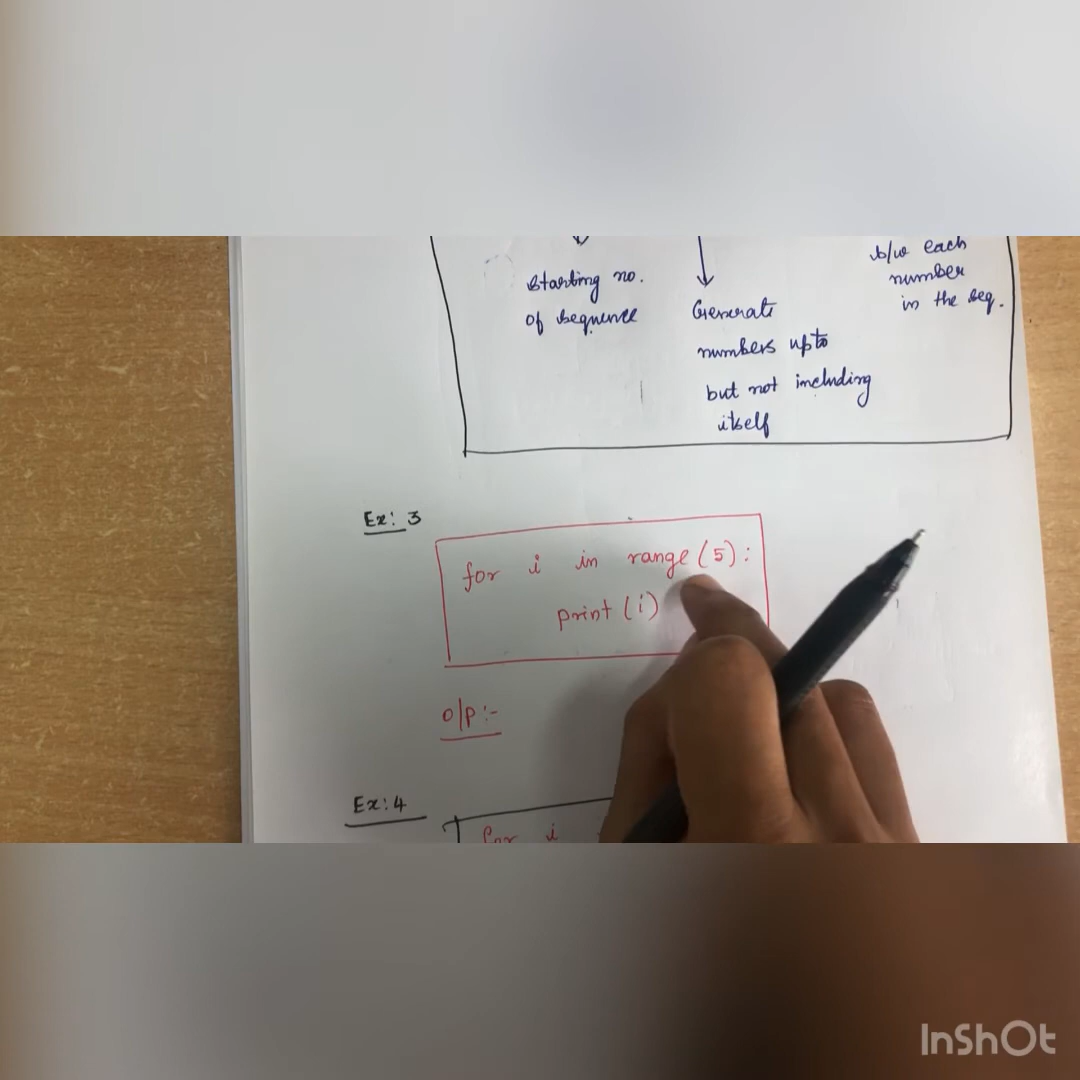 starting no.
of sequence
Generate
numbers upto
but not including
itself
b/w each
number
in the seq.
Ex: 3
for i in range (5):
print (i)
o/p:-
Ex: 4
for i
InShOt